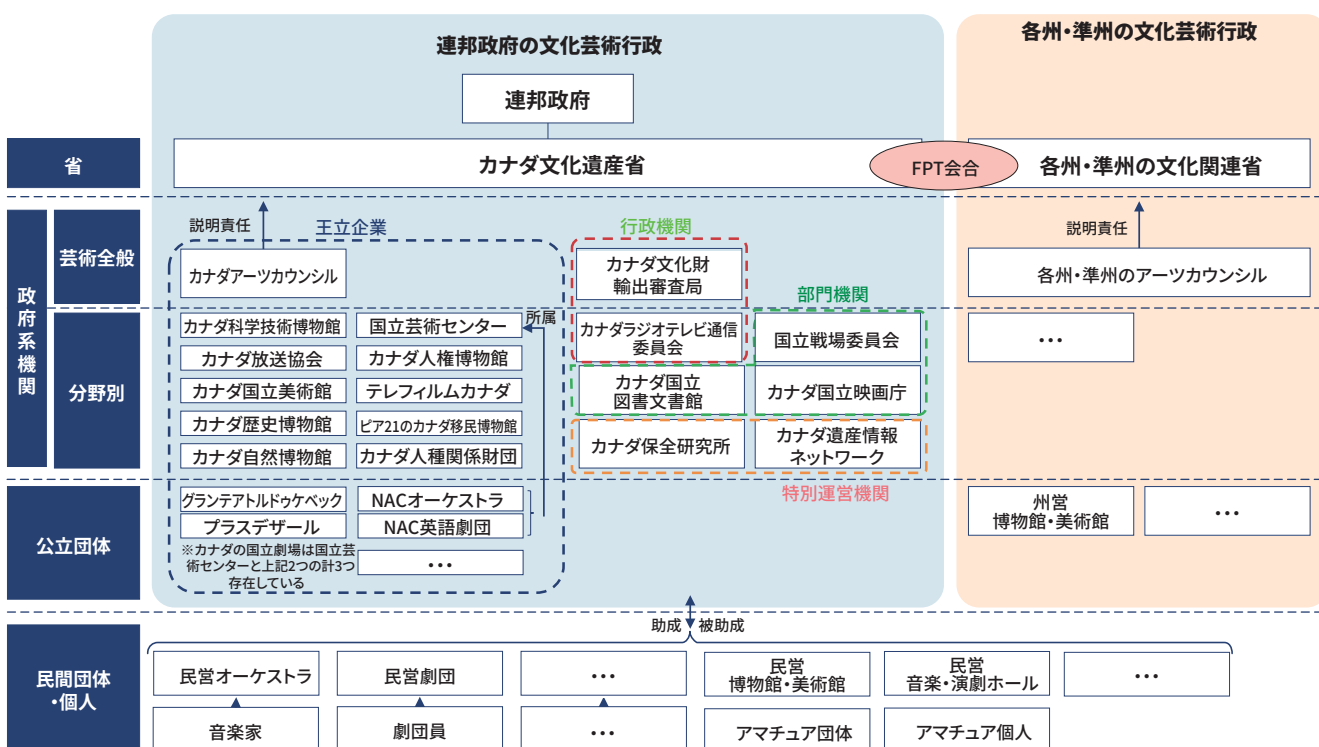 連邦政府の文化芸術行政
各州・準州の文化芸術行政
連邦政府
省
カナダ文化遺産省
FPT会合
各州・準州の文化関連省
政府系機関
芸術全般
説明責任
王立企業
行政機関
説明責任
カナダアーツカウンシル
カナダ文化財
輸出審査局
各州・準州のアーツカウンシル
部門機関
分野別
カナダ科学技術博物館
国立芸術センター
所属
カナダラジオテレビ通信
委員会
国立戦場委員会
…
カナダ放送協会
カナダ人権博物館
カナダ国立美術館
テレフィルムカナダ
カナダ国立
図書文書館
カナダ国立映画庁
カナダ歴史博物館
ピア21のカナダ移民博物館
カナダ自然博物館
カナダ人種関係財団
カナダ保全研究所
カナダ遺産情報
ネットワーク
特別運営機関
公立団体
グランテアトルドゥケベック
NACオーケストラ
プラスデザール
NAC英語劇団
※カナダの国立劇場は国立芸
術センターと上記2つの計3つ
存在している
…
州営
博物館・美術館
…
助成
被助成
民間団体
・個人
民営オーケストラ
民営劇団
…
民営
博物館・美術館
民営
音楽・演劇ホール
…
音楽家
劇団員
…
アマチュア団体
アマチュア個人